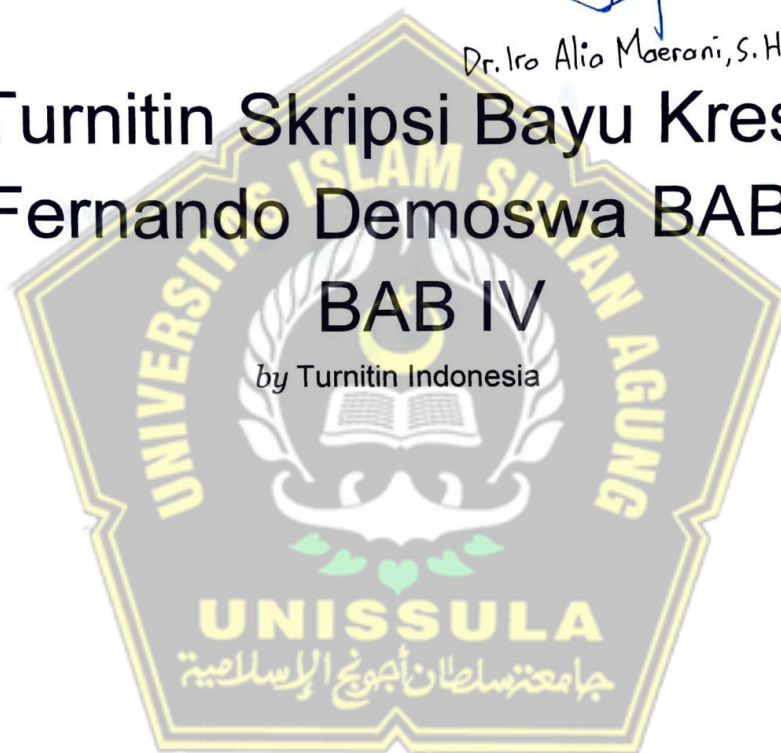 Dr. Ira Alia Maerani, S.H
Turnitin Skripsi Bayu Kres
Fernando Demoswa BAB
BAB IV
by Turnitin Indonesia
UNIVERSITAS ISLAM SULTAN AGUNG
UNISSULA
جامعة سلطان أجونج الإسلامية